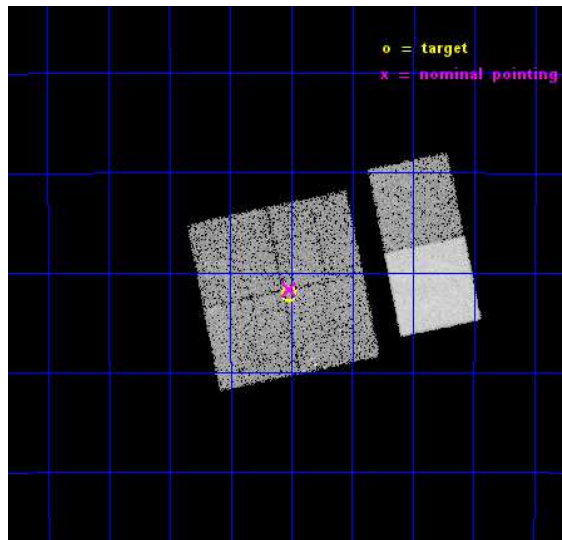 o = target
x = nominal pointing